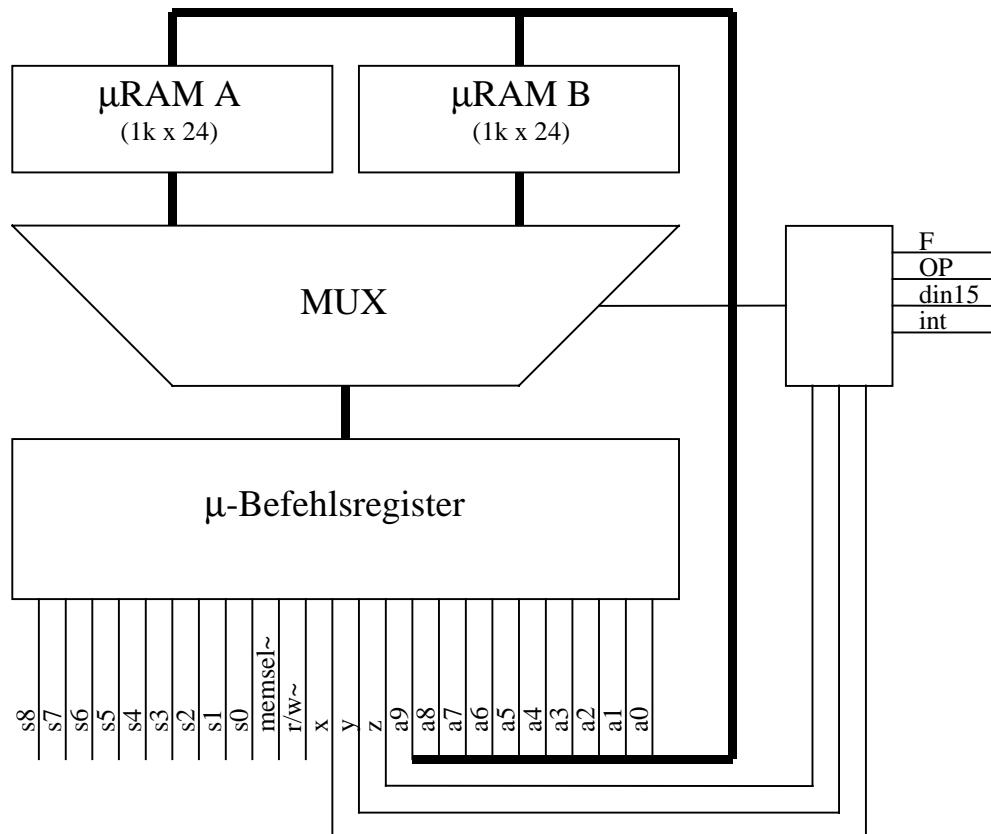 μRAM A
(1k x 24)
μRAM B
(1k x 24)
MUX
F
OP
din15
int
μ-Befehlsregister
s8
s7
s6
s5
s4
s3
s2
s1
s0
memsel~
r/w~
x
y
z
a9
a8
a7
a6
a5
a4
a3
a2
a1
a0